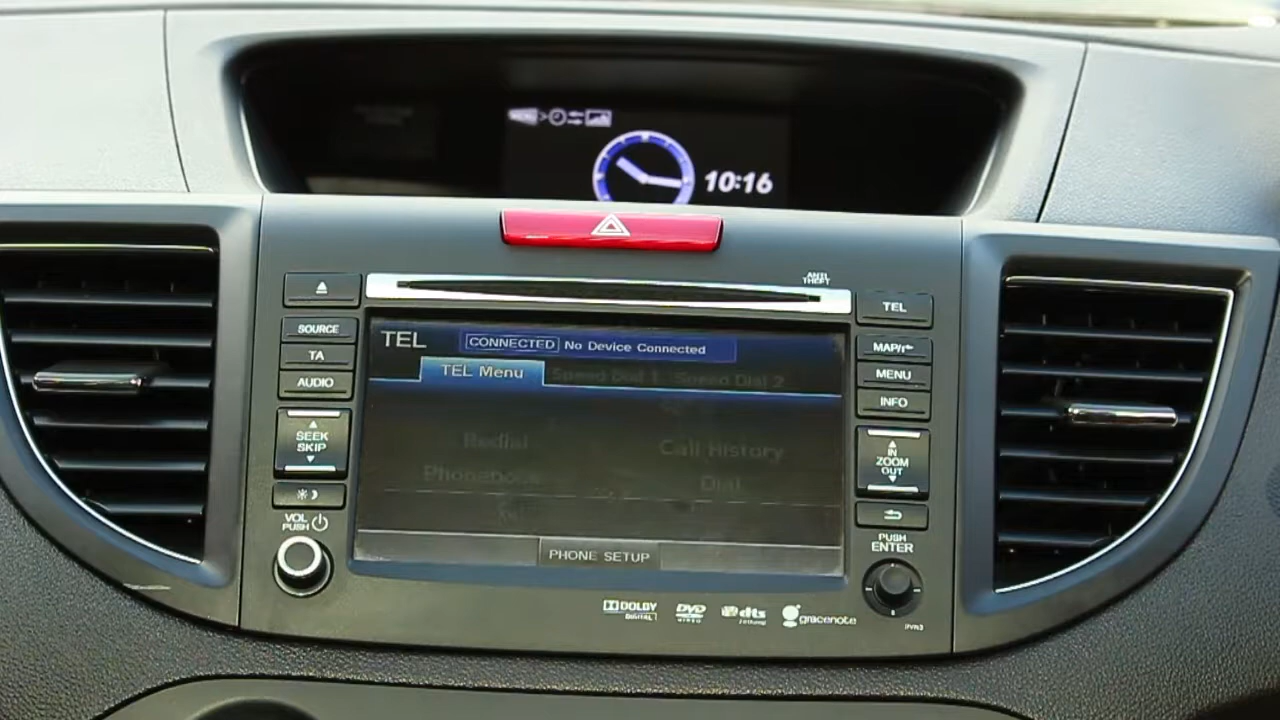 10:16
ANTI
THEFT
TEL
SOURCE
TA
AUDIO
SEEK
SKIP
VOL
PUSH
TEL
CONNECTED No Device Connected
TEL Menu Speed Dial 1 Speed Dial 2
Redial Call History
Phonebook Dial
PHONE SETUP
MAP/
MENU
INFO
IN
ZOOM
OUT
PUSH
ENTER
DOLBY
DIGITAL
DVD
VIDEO
dts
gracenote